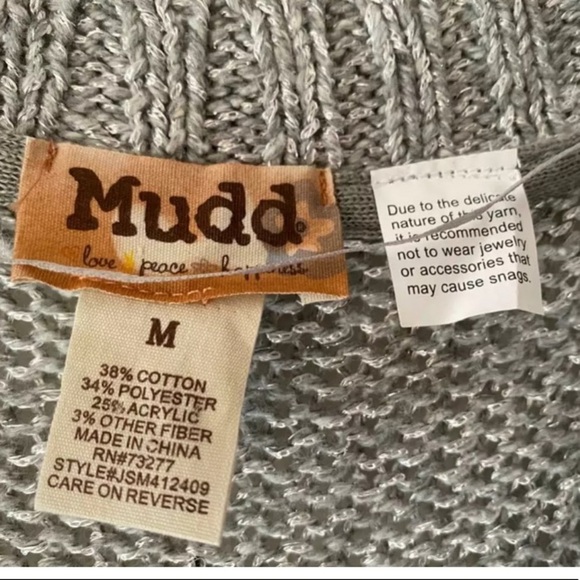 Mudd®
love peace happiness
M
38% COTTON
34% POLYESTER
25% ACRYLIC
3% OTHER FIBER
MADE IN CHINA
RN#73277
STYLE#JSM412409
CARE ON REVERSE
Due to the delicate
nature of this yarn,
it is recommended
not to wear jewelry
or accessories that
may cause snags.